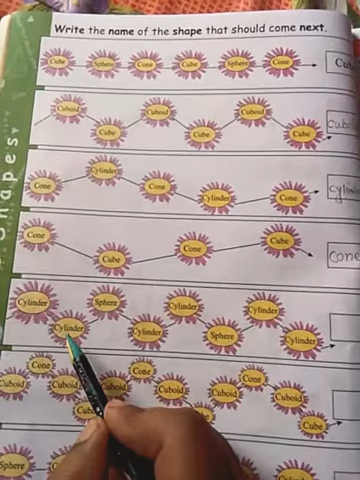 Write the name of the shape that should come next.
Cube Sphere Cone Cube Sphere Cone
Cuboid Cube Cuboid Cube Cuboid Cube
Cone Cylinder Cone Cylinder Cone
Cone Cube Cone Cube Cone
Cylinder Cylinder Sphere Cylinder Cylinder Sphere Cylinder Cylinder
Cuboid Cone Cuboid Cuboid Cone Cuboid Cuboid Cone Cuboid Cube
Sphere
Shapes